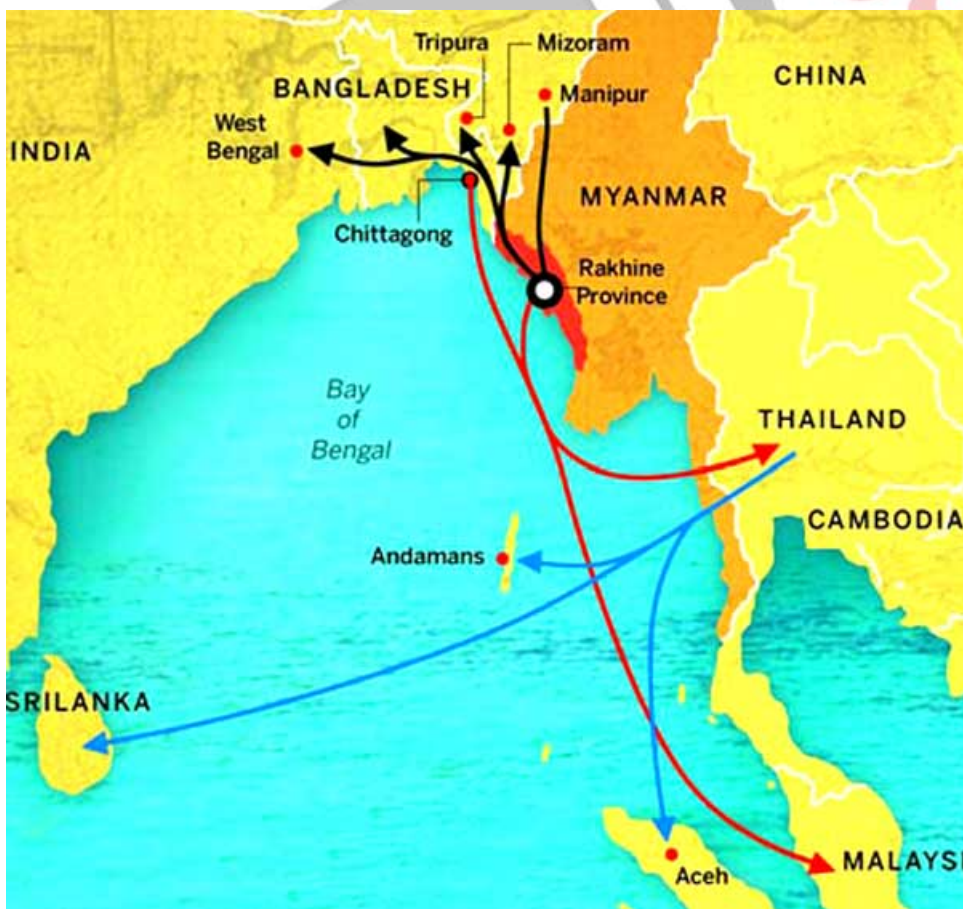 Tripura
Mizoram
BANGLADESH
Manipur
CHINA
West
Bengal
INDIA
MYANMAR
Chittagong
Rakhine
Province
Bay
of
Bengal
THAILAND
CAMBODIA
Andamans
SRILANKA
Aceh
MALAYSI